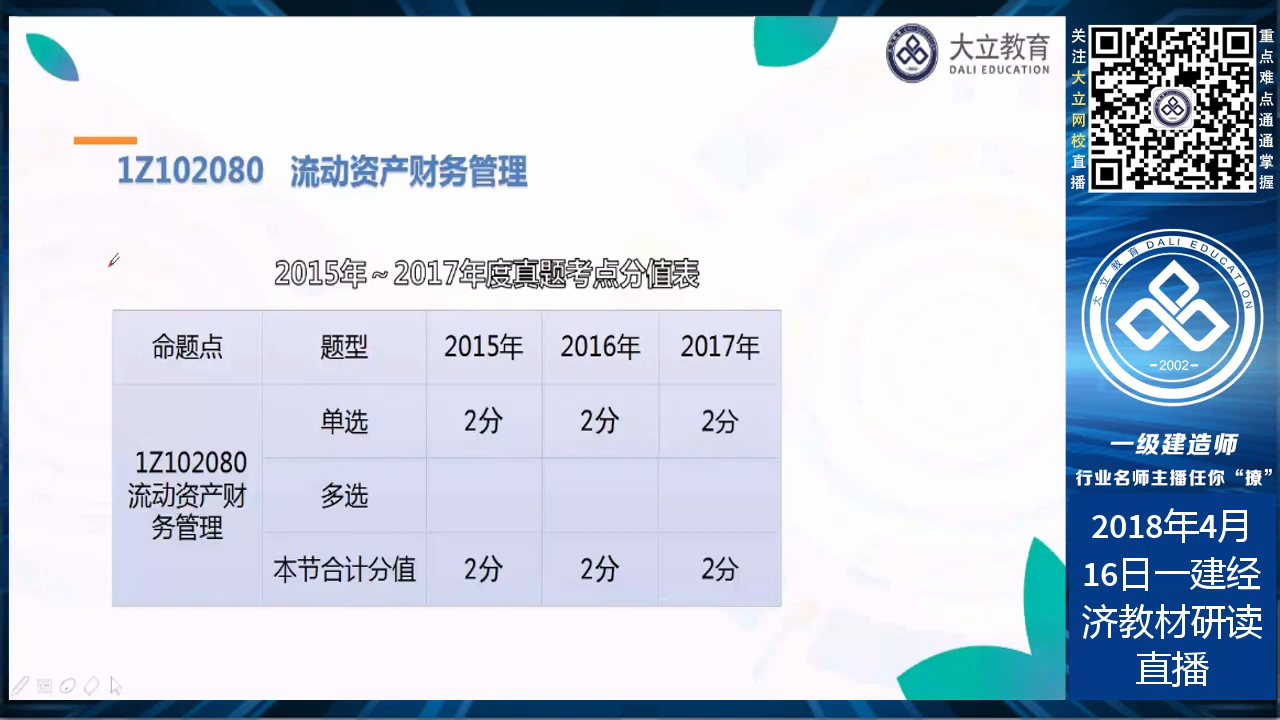 大立教育
DALI EDUCATION
1Z102080 流动资产财务管理
2015年～2017年度真题考点分值表
命题点 题型 2015年 2016年 2017年
1Z102080
流动资产财
务管理
单选 2分 2分 2分
多选
本节合计分值 2分 2分 2分
关注大立网校直播
重点难点通通掌握
大立教育 DALI EDUCATION
-2002-
一级建造师
行业名师主播任你“撩”
2018年4月
16日一建经
济教材研读
直播